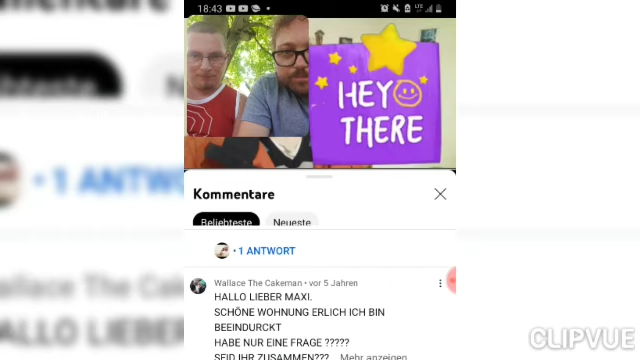 18:43
LTE
HEY
THERE
Kommentare
Beliebteste
Neueste
• 1 ANTWORT
Wallace The Cakeman • vor 5 Jahren
HALLO LIEBER MAXI.
SCHÖNE WOHNUNG ERLICH ICH BIN
BEEINDURCKT
HABE NUR EINE FRAGE ?????
SEID IHR ZUSAMMEN??? Mehr anzeigen
CLIPVUE